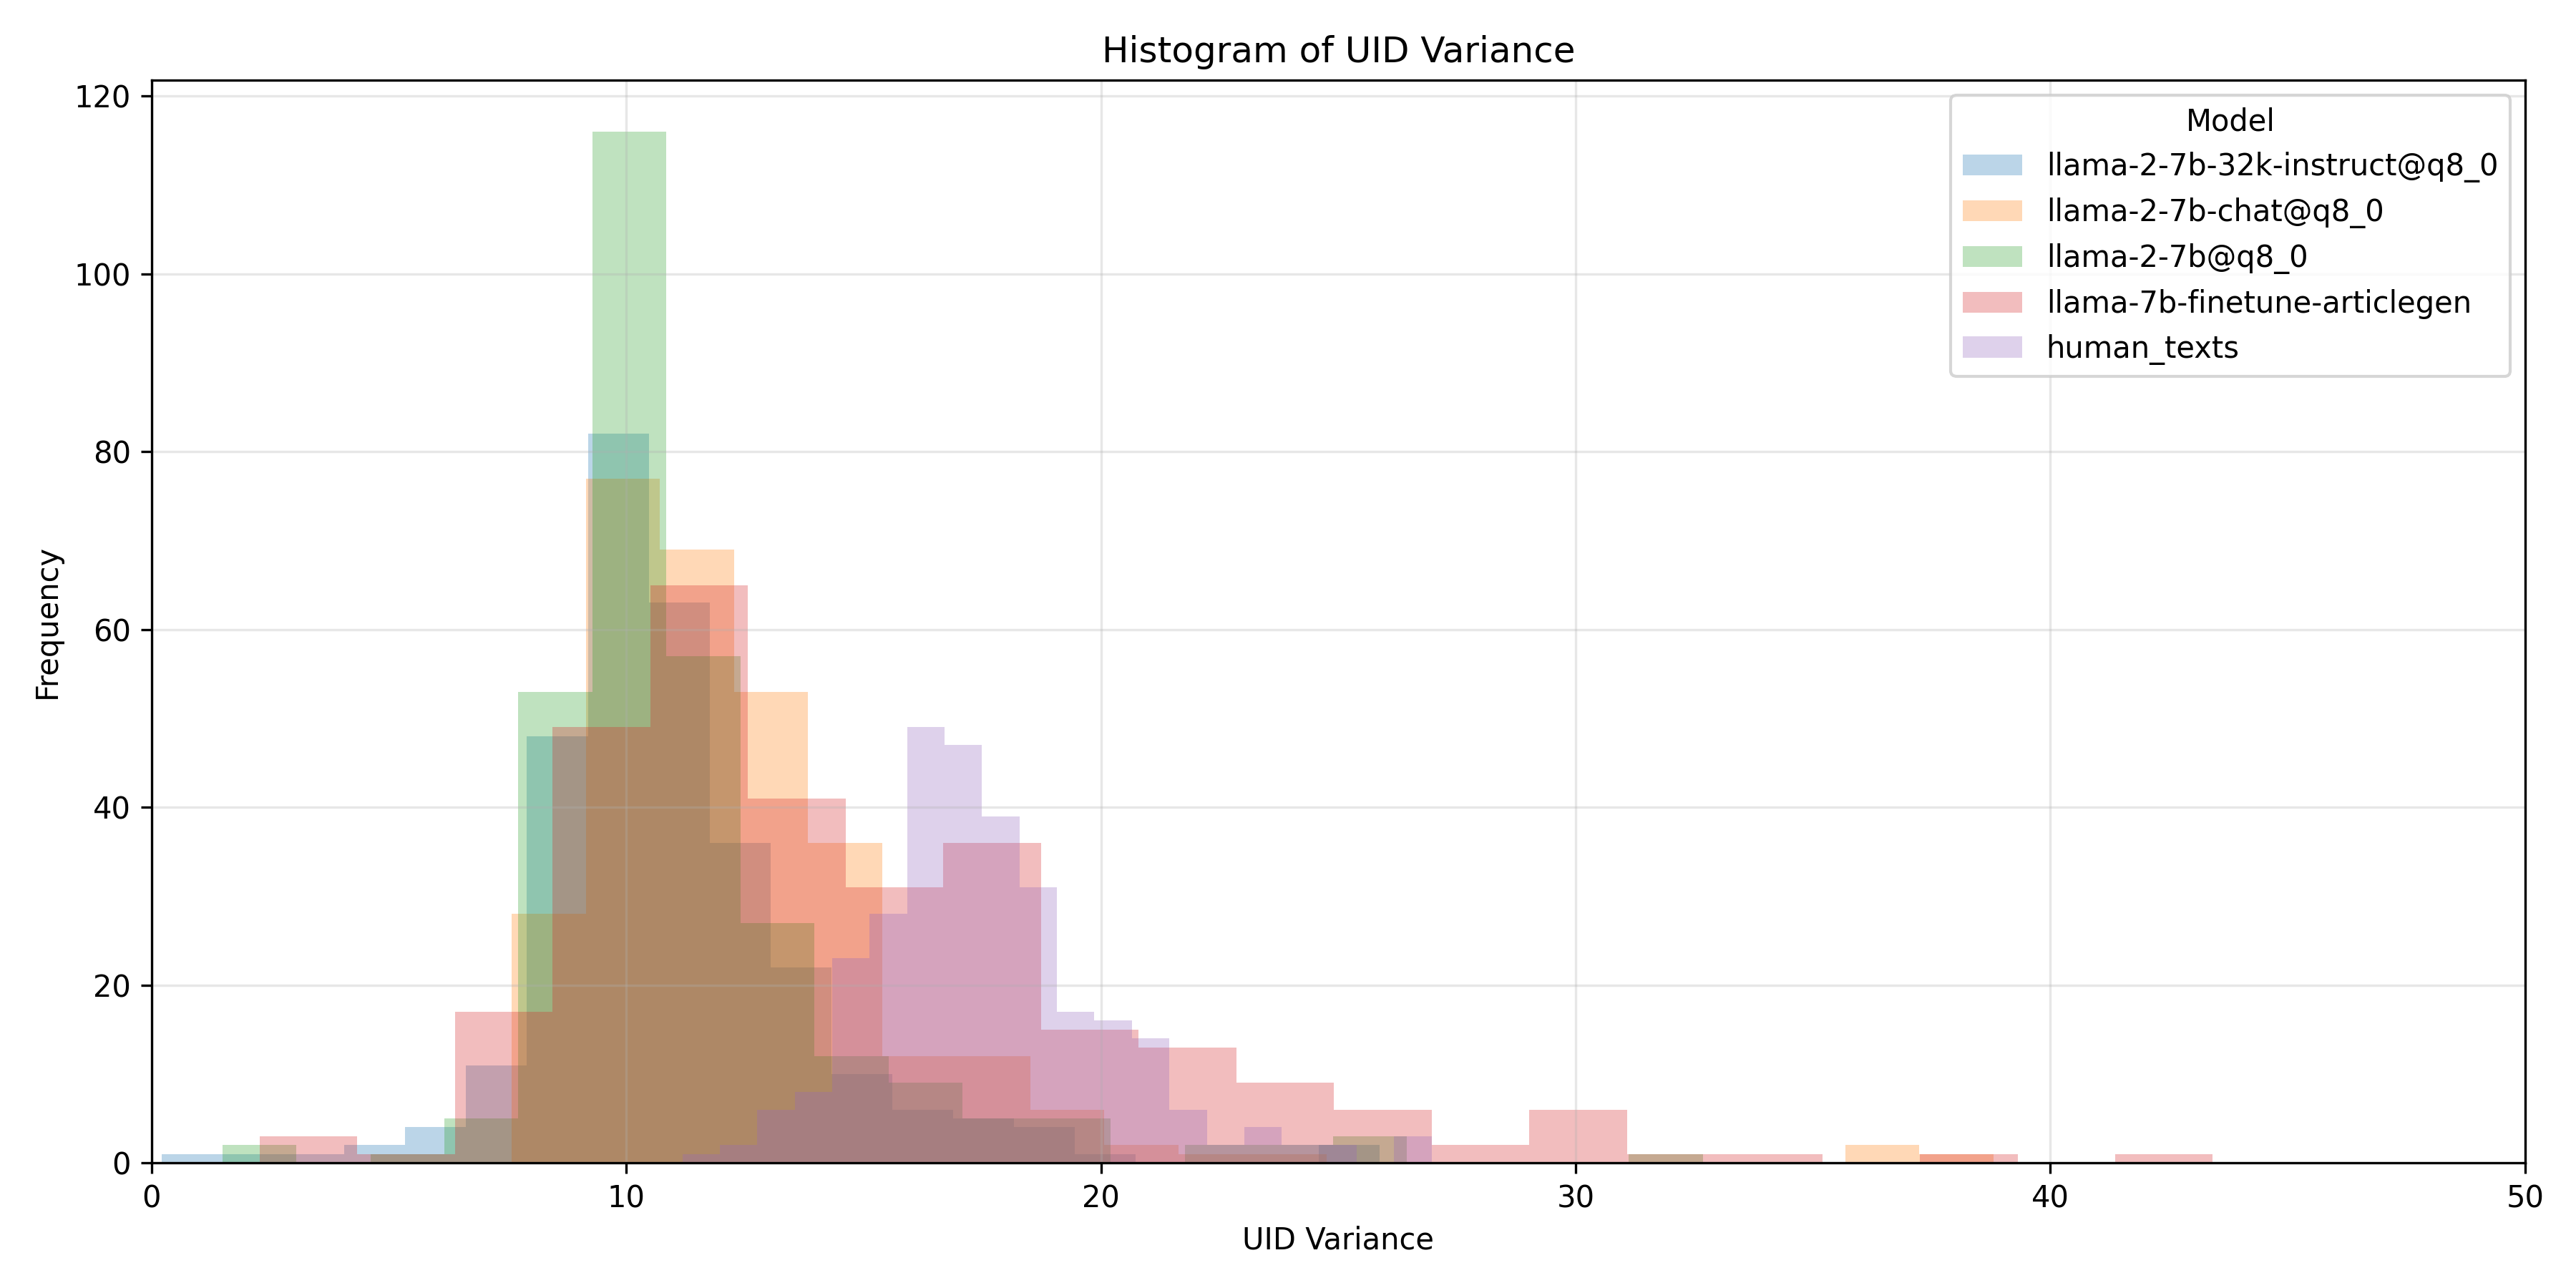 Histogram of UID Variance
120
100
80
60
40
20
0
Frequency
0
10
20
30
40
50
UID Variance
Model
llama-2-7b-32k-instruct@q8_0
llama-2-7b-chat@q8_0
llama-2-7b@q8_0
llama-7b-finetune-articlegen
human_texts